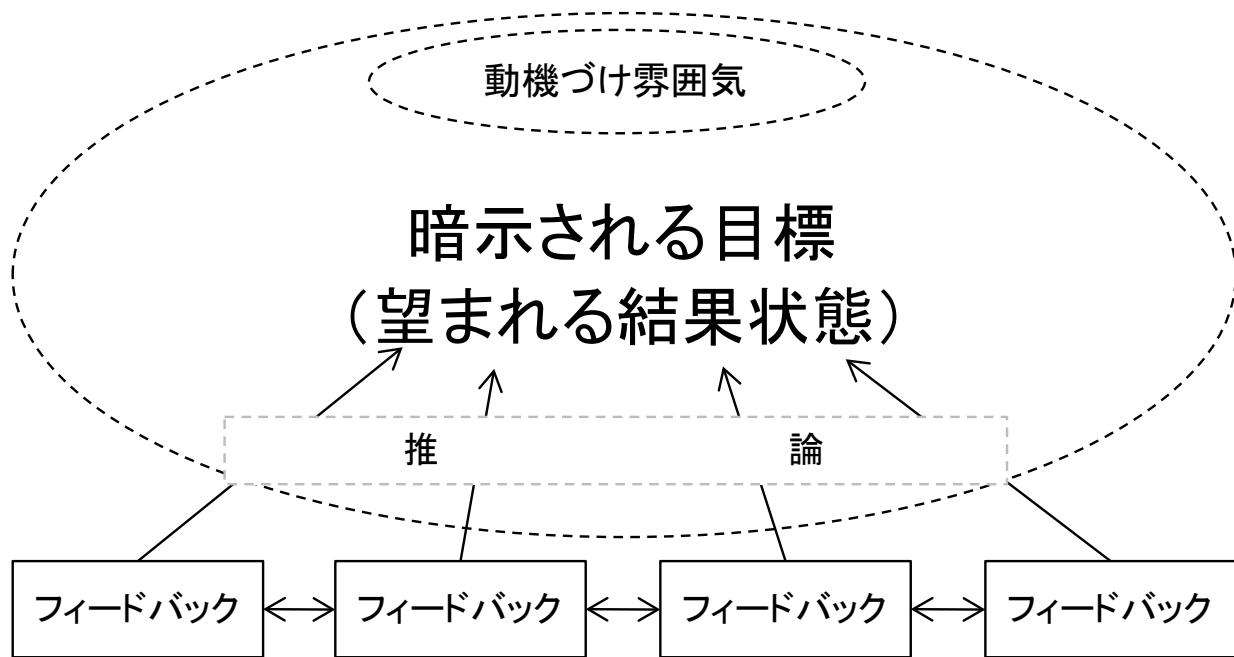 動機づけ雰囲気
暗示される目標
（望まれる結果状態）
推 論
フィードバック フィードバック フィードバック フィードバック